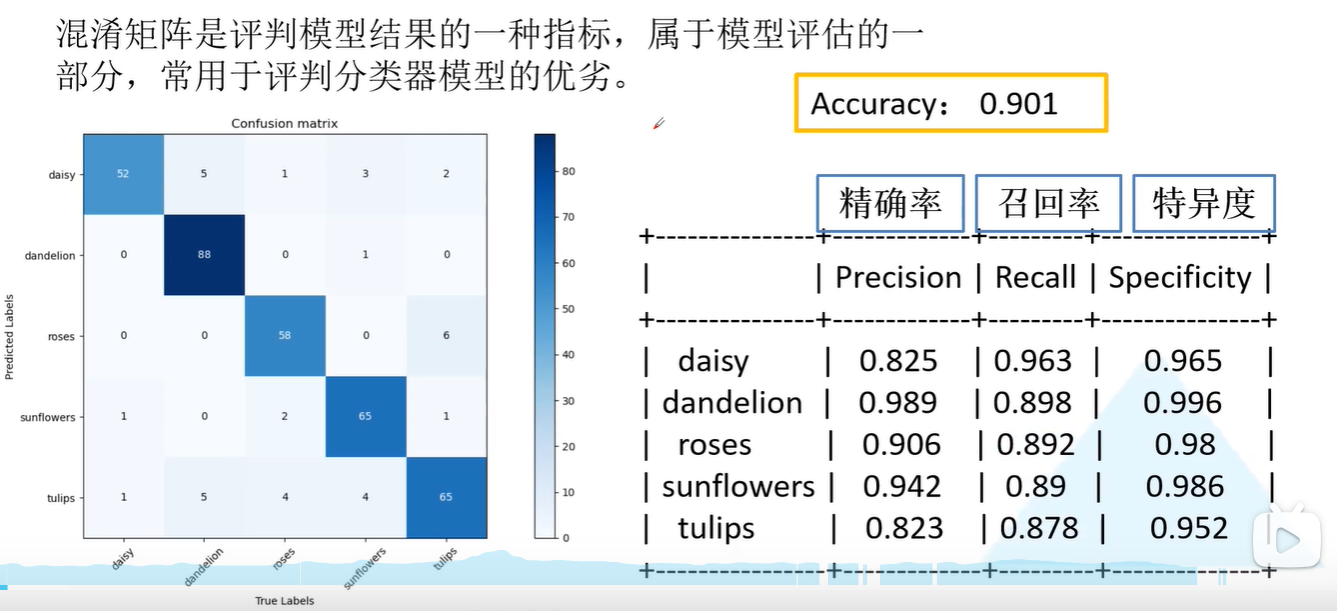 混淆矩阵是评判模型结果的一种指标，属于模型评估的一
部分，常用于评判分类器模型的优劣。
Accuracy： 0.901
Confusion matrix
Predicted Labels
daisy 52 5 1 3 2
dandelion 0 88 0 1 0
roses 0 0 58 0 6
sunflowers 1 0 2 65 1
tulips 1 5 4 4 65
daisy dandelion roses sunflowers tulips
True Labels
80
70
60
50
40
30
20
10
0
精确率 召回率 特异度
+----------------+---------------+-----------+-----------------+
| | Precision | Recall | Specificity |
+----------------+---------------+-----------+-----------------+
| daisy | 0.825 | 0.963 | 0.965 |
| dandelion | 0.989 | 0.898 | 0.996 |
| roses | 0.906 | 0.892 | 0.98 |
| sunflowers | 0.942 | 0.89 | 0.986 |
| tulips | 0.823 | 0.878 | 0.952 |
+-----------------+---------------+-----------+----------------+